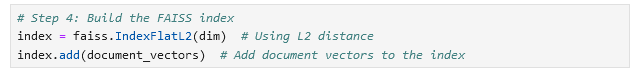 # Step 4: Build the FAISS index
index = faiss.IndexFlatL2(dim)  # Using L2 distance
index.add(document_vectors)  # Add document vectors to the index